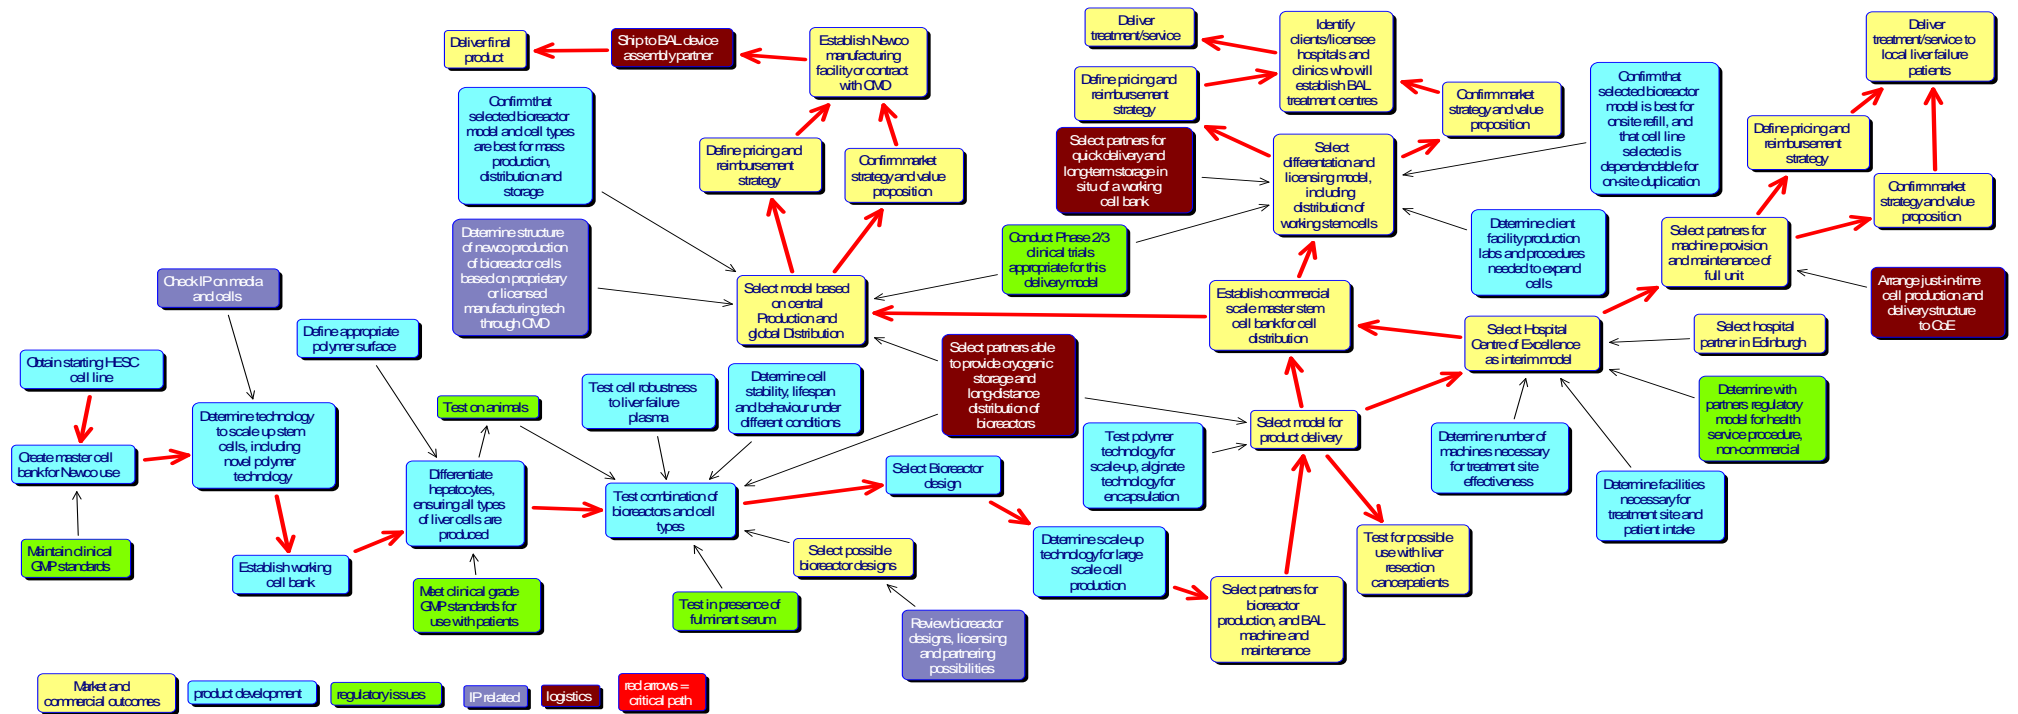 Deliver final
product
Ship to BAL device
assembly partner
Establish Newco
manufacturing
facility or contract
with CMO
Deliver
treatment/service
Identify
clients/licensee
hospitals and
clinics who will
establish BAL
treatment centres
Deliver
treatment/service to
local liver failure
patients
Confirm that
selected bioreactor
model and cell types
are best for mass
production,
distribution and
storage
Define pricing and
reimbursement
strategy
Confirm market
strategy and value
proposition
Define pricing and
reimbursement
strategy
Confirm market
strategy and value
proposition
Confirm that
selected bioreactor
model is best for
onsite refill, and
that cell line
selected is
dependable for
on-site duplication
Define pricing and
reimbursement
strategy
Confirm market
strategy and value
proposition
Select partners for
quick delivery and
long-term storage in
situ of a working
cell bank
Select
differentation and
licensing model,
including
distribution of
working stem cells
Determine structure
of newco production
of bioreactor cells
based on proprietary
or licensed
manufacturing tech
through CMO
Conduct Phase 2/3
clinical trials
appropriate for this
delivery model
Determine client
facility production
labs and procedures
needed to expand
cells
Select partners for
machine provision
and maintenance of
full unit
Arrange just-in-time
cell production and
delivery structure
to CoE
Check IP on media
and cells
Select model based
on central
Production and
global Distribution
Establish commercial
scale master stem
cell bank for cell
distribution
Select Hospital
Centre of Excellence
as interim model
Select hospital
partner in Edinburgh
Define appropriate
polymer surface
Obtain starting HESC
cell line
Select partners able
to provide cryogenic
storage and
long-distance
distribution of
bioreactors
Test cell robustness
to liver failure
plasma
Determine cell
stability, lifespan
and behaviour under
different conditions
Determine with
partners regulatory
model for health
service procedure,
non-commercial
Test on animals
Determine technology
to scale up stem
cells, including
novel polymer
technology
Select model for
product delivery
Create master cell
bank for Newco use
Test polymer
technology for
scale-up, alginate
technology for
encapsulation
Determine number of
machines necessary
for treatment site
effectiveness
Differentiate
hepatocytes,
ensuring all types
of liver cells are
produced
Select Bioreactor
design
Test combination of
bioreactors and cell
types
Determine facilities
necessary for
treatment site and
patient intake
Maintain clinical
GMP standards
Establish working
cell bank
Select possible
bioreactor designs
Determine scale-up
technology for large
scale cell
production
Test for possible
use with liver
resection
cancerpatients
Meet clinical grade
GMP standards for
use with patients
Test in presence of
fulminant serum
Review bioreactor
designs, licensing
and partnering
possibilities
Select partners for
bioreactor
production, and BAL
machine and
maintenance
Market and
commercial outcomes
product development
regulatory issues
IP related
logistics
red arrows =
critical path